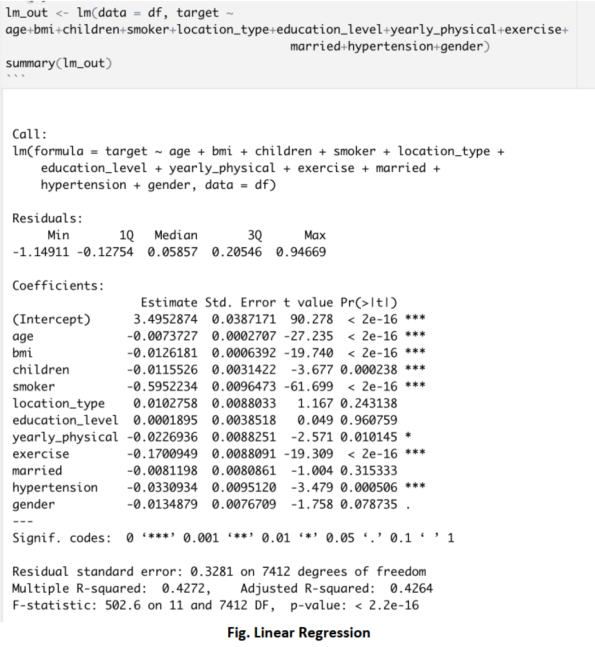 lm_out <- lm(data = df, target ~
age+bmi+children+smoker+location_type+education_level+yearly_physical+exercise+
married+hypertension+gender)
summary(lm_out)
```
Call:
lm(formula = target ~ age + bmi + children + smoker + location_type +
education_level + yearly_physical + exercise + married +
hypertension + gender, data = df)
Residuals:
Min 1Q Median 3Q Max
-1.14911 -0.12754 0.05857 0.20546 0.94669
Coefficients:
Estimate Std. Error t value Pr(>|t|)
(Intercept) 3.4952874 0.0387171 90.278 < 2e-16 ***
age -0.0073727 0.0002707 -27.235 < 2e-16 ***
bmi -0.0126181 0.0006392 -19.740 < 2e-16 ***
children -0.0115526 0.0031422 -3.677 0.000238 ***
smoker -0.5952234 0.0096473 -61.699 < 2e-16 ***
location_type 0.0102758 0.0088033 1.167 0.243138
education_level 0.0001895 0.0038518 0.049 0.960759
yearly_physical -0.0226936 0.0088251 -2.571 0.010145 *
exercise -0.1700949 0.0088091 -19.309 < 2e-16 ***
married -0.0081198 0.0080861 -1.004 0.315333
hypertension -0.0330934 0.0095120 -3.479 0.000506 ***
gender -0.0134879 0.0076709 -1.758 0.078735 .
---
Signif. codes: 0 ‘***’ 0.001 ‘**’ 0.01 ‘*’ 0.05 ‘.’ 0.1 ‘ ’ 1
Residual standard error: 0.3281 on 7412 degrees of freedom
Multiple R-squared: 0.4272, Adjusted R-squared: 0.4264
F-statistic: 502.6 on 11 and 7412 DF, p-value: < 2.2e-16
Fig. Linear Regression